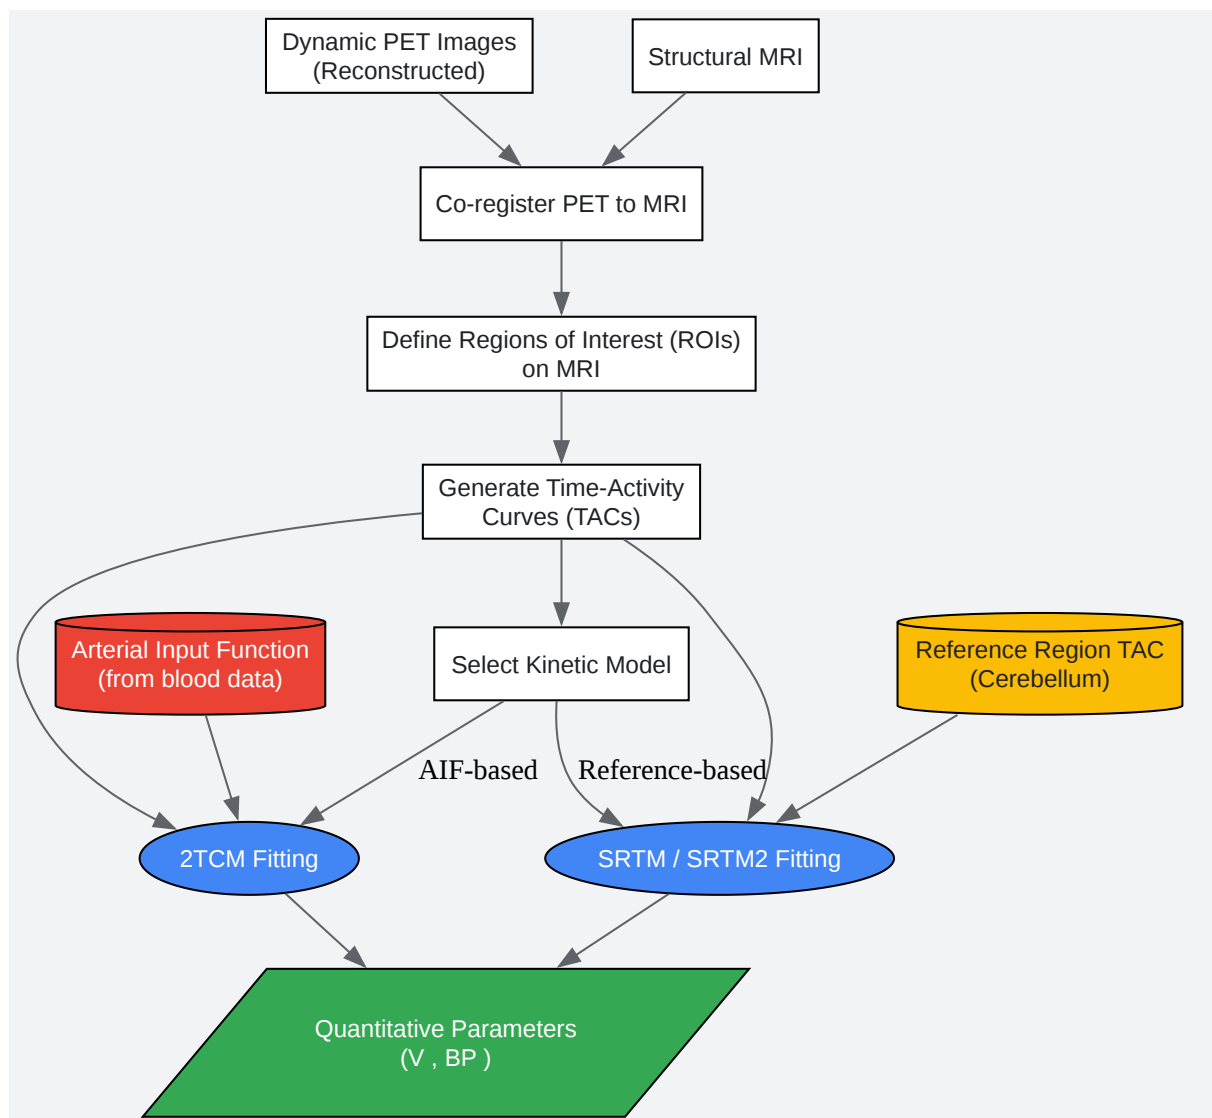 Dynamic PET Images
(Reconstructed)
Structural MRI
Co-register PET to MRI
Define Regions of Interest (ROIs)
on MRI
Generate Time-Activity
Curves (TACs)
Arterial Input Function
(from blood data)
Select Kinetic Model
Reference Region TAC
(Cerebellum)
AIF-based
Reference-based
2TCM Fitting
SRTM / SRTM2 Fitting
Quantitative Parameters
(V , BP )